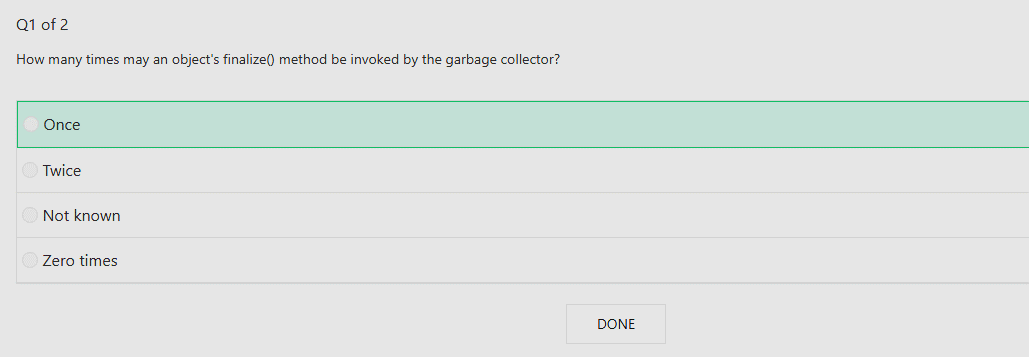 Q1 of 2
How many times may an object's finalize() method be invoked by the garbage collector?
Once
Twice
Not known
Zero times
DONE